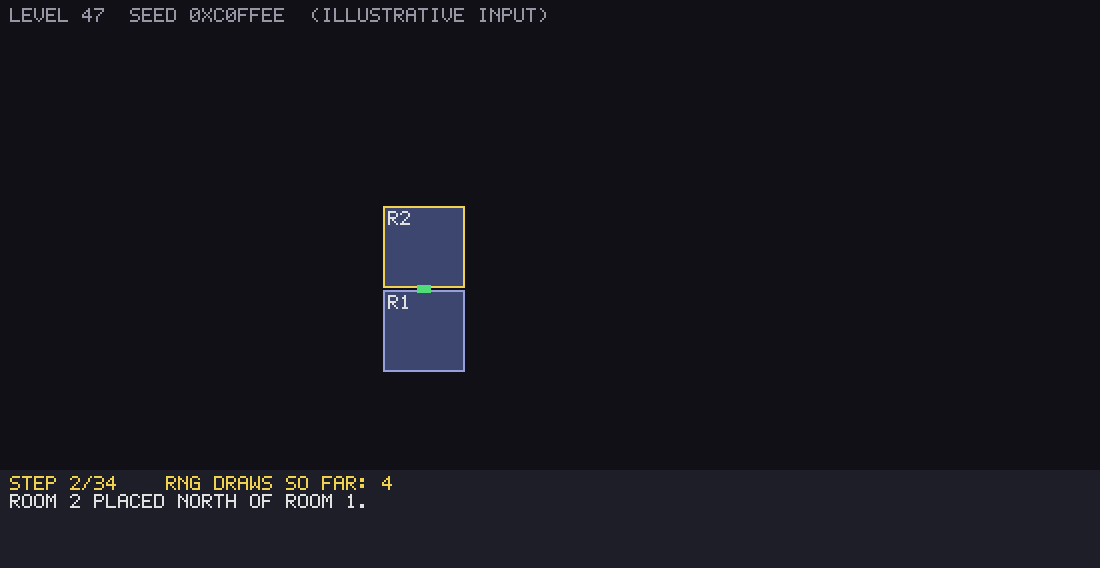 LEVEL 47  SEED 0XC0FFEE  (ILLUSTRATIVE INPUT)
R2
R1
STEP 2/34    RNG DRAWS SO FAR: 4
ROOM 2 PLACED NORTH OF ROOM 1.